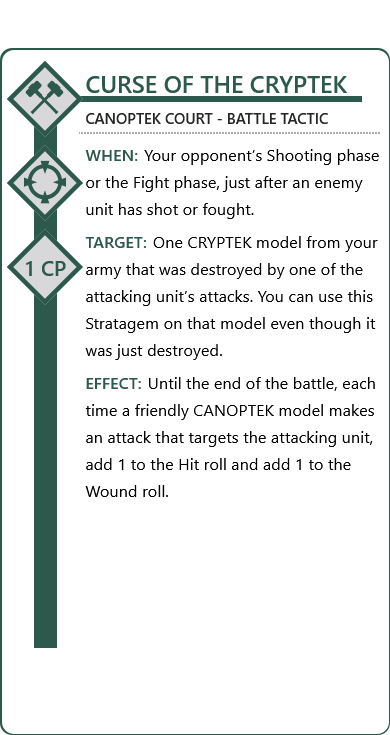 CURSE OF THE CRYPTEK
CANOPTEK COURT - BATTLE TACTIC
WHEN: Your opponent’s Shooting phase
or the Fight phase, just after an enemy
unit has shot or fought.
1 CP
TARGET: One CRYPTEK model from your
army that was destroyed by one of the
attacking unit’s attacks. You can use this
Stratagem on that model even though it
was just destroyed.
EFFECT: Until the end of the battle, each
time a friendly CANOPTEK model makes
an attack that targets the attacking unit,
add 1 to the Hit roll and add 1 to the
Wound roll.